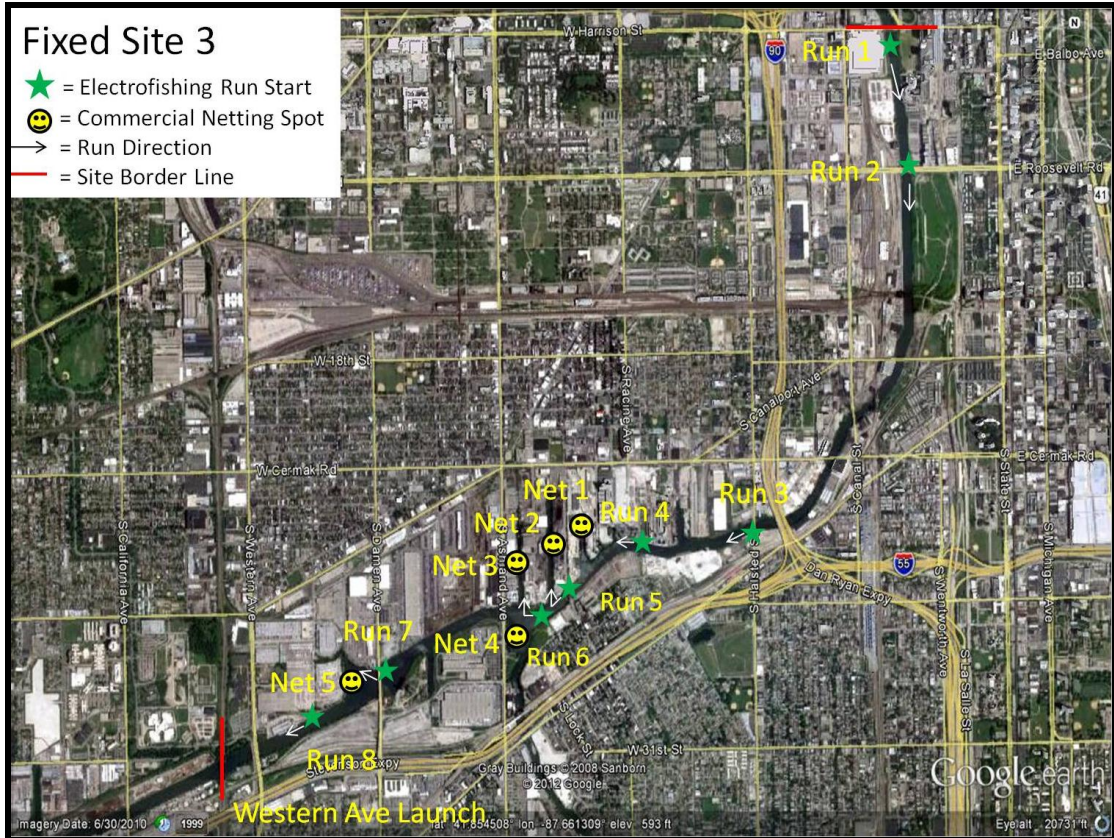 Fixed Site 3
= Electrofishing Run Start
= Commercial Netting Spot
= Run Direction
= Site Border Line
W Harrison St
90
Run 1
N
E Balbo Ave
Run 2
E Roosevelt Rd
41
W 18th St
S Racine Ave
S Canalport Ave
W Cermak Rd
S Canal St
E Cermak Rd
S State St
Net 1
Run 3
Net 2
Run 4
S California Ave
S Western Ave
S Damen Ave
S Ashland Ave
Net 3
S Halsted St
55
Dan Ryan Expy
S Wentworth Ave
S Michigan Ave
Run 5
Run 7
Net 4
Run 6
S La Salle St
Net 5
S Lock St
W 31st St
Run 8
Stevenson Expy
Gray Buildings © 2008 Sanborn
© 2012 Google
Google earth
Western Ave Launch
Imagery Date: 6/30/2010
1999
lat 41.854508° lon -87.661309° elev 593 ft
Eye alt 20731 ft